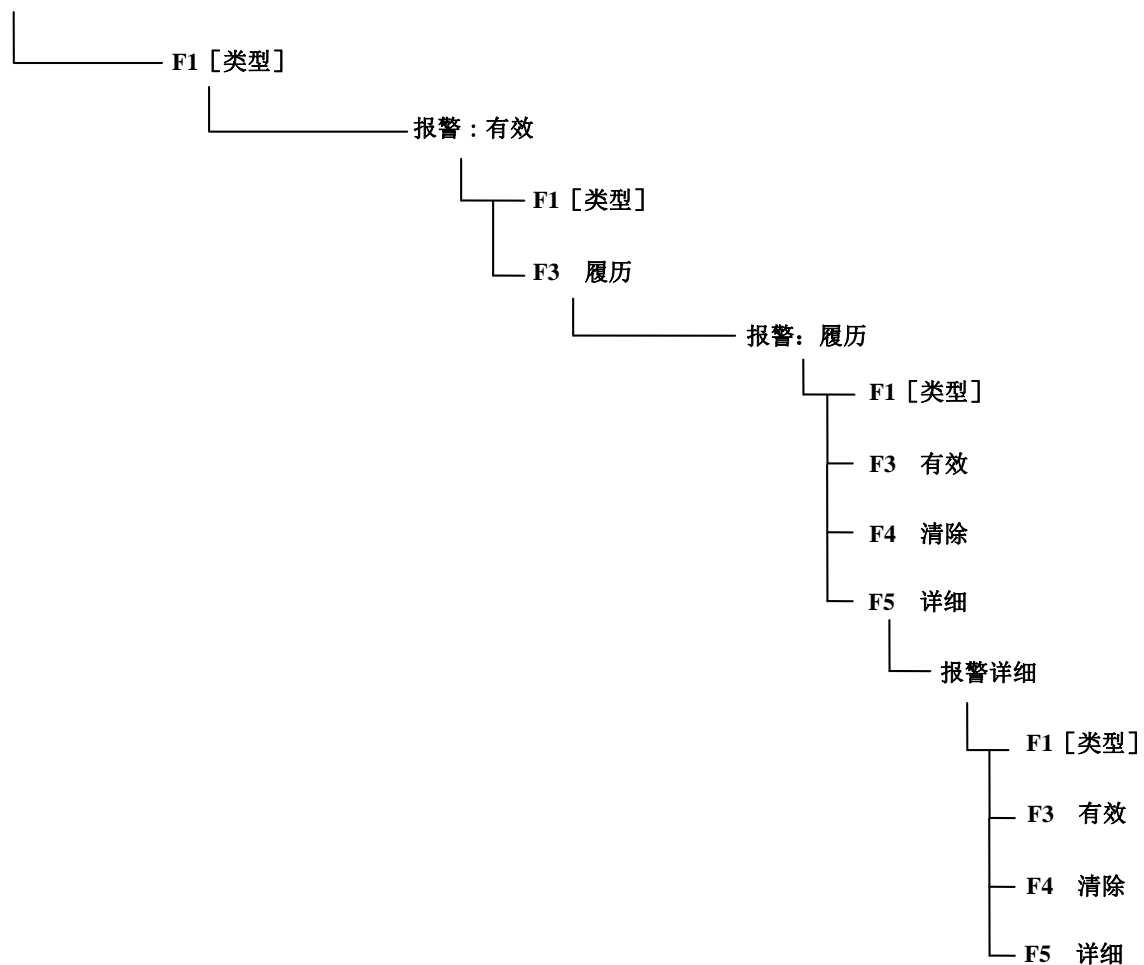 F1［类型］
报警：有效
F1［类型］
F3　履历
报警：履历
F1［类型］
F3　有效
F4　清除
F5　详细
报警详细
F1［类型］
F3　有效
F4　清除
F5　详细